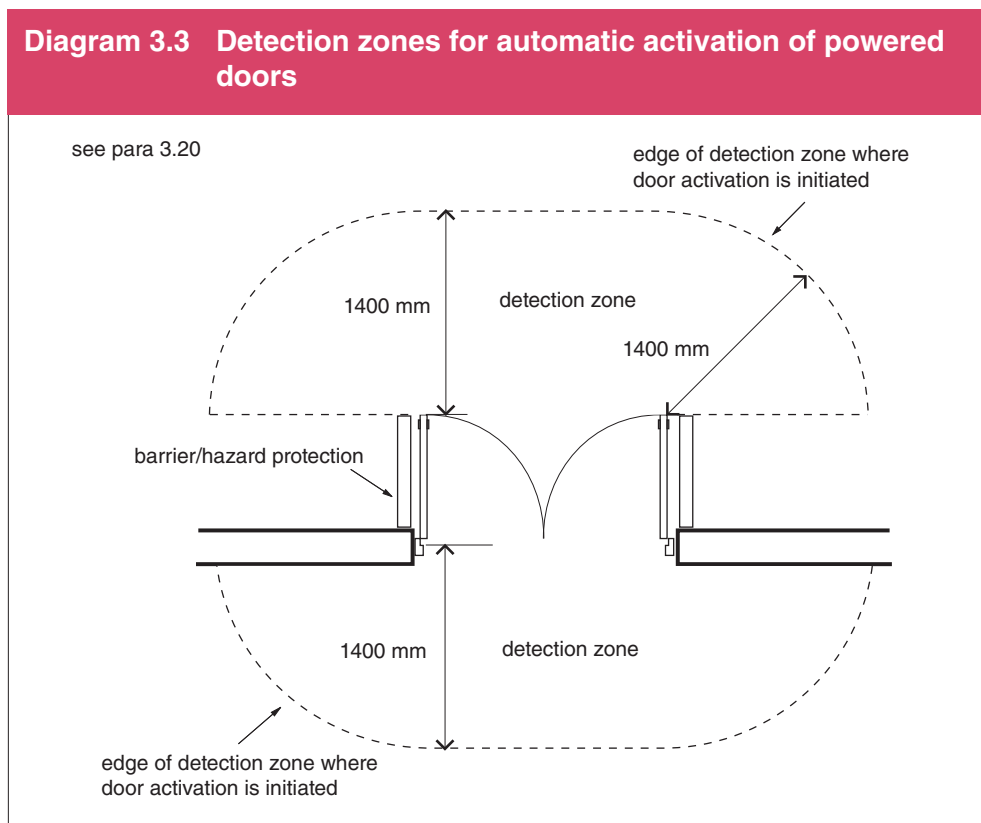 Diagram 3.3 Detection zones for automatic activation of powered
doors
see para 3.20
edge of detection zone where
door activation is initiated
1400 mm
detection zone
1400 mm
barrier/hazard protection
1400 mm
detection zone
edge of detection zone where
door activation is initiated